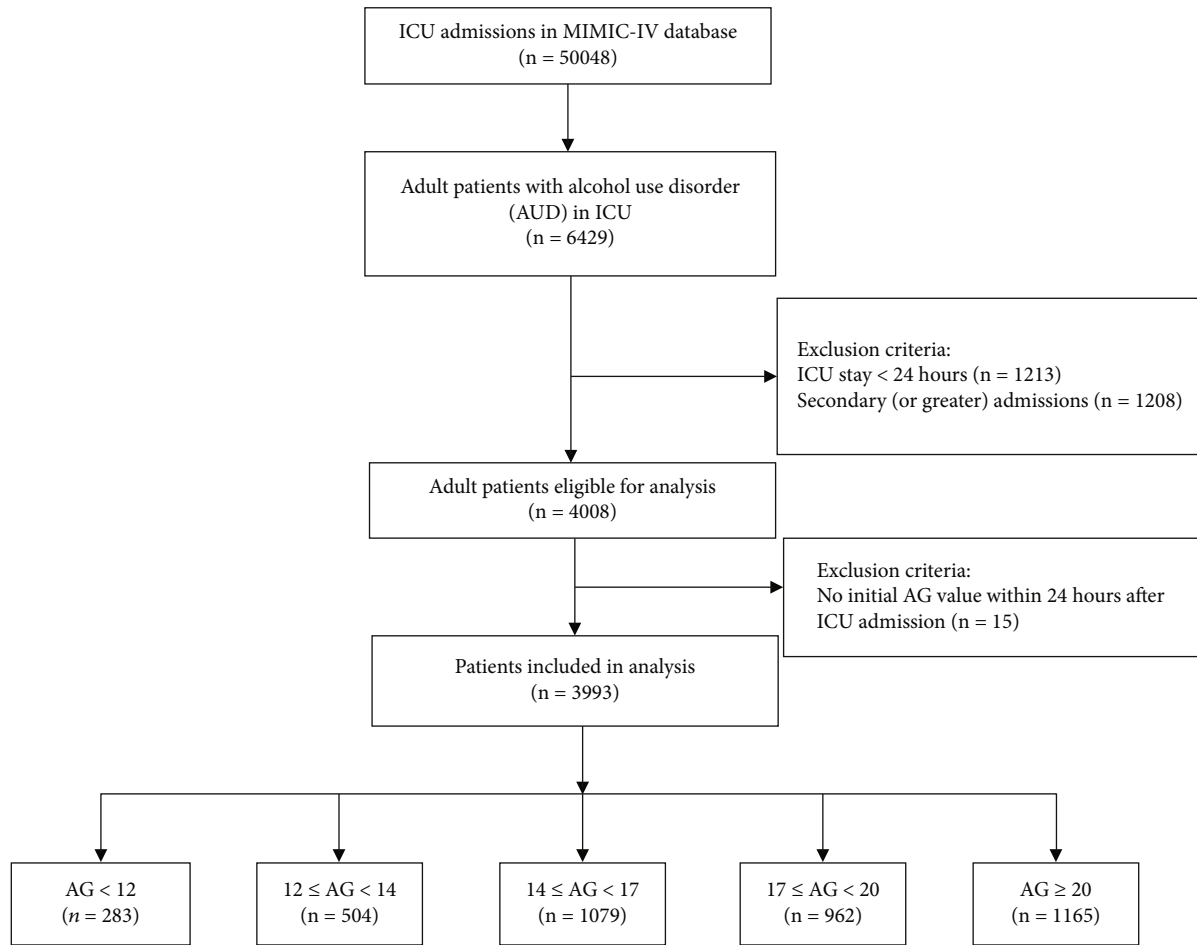 ICU admissions in MIMIC-IV database
(n = 50048)
Adult patients with alcohol use disorder
(AUD) in ICU
(n = 6429)
Exclusion criteria:
ICU stay < 24 hours (n = 1213)
Secondary (or greater) admissions (n = 1208)
Adult patients eligible for analysis
(n = 4008)
Exclusion criteria:
No initial AG value within 24 hours after
ICU admission (n = 15)
Patients included in analysis
(n = 3993)
AG < 12
(n = 283)
12 ≤ AG < 14
(n = 504)
14 ≤ AG < 17
(n = 1079)
17 ≤ AG < 20
(n = 962)
AG ≥ 20
(n = 1165)